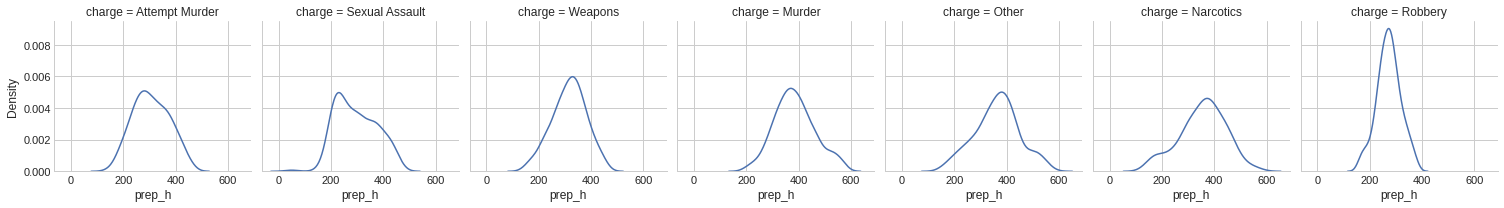 charge = Attempt Murder
charge = Sexual Assault
charge = Weapons
charge = Murder
charge = Other
charge = Narcotics
charge = Robbery
Density
0.008
0.006
0.004
0.002
0.000
0 200 400 600
0 200 400 600
0 200 400 600
0 200 400 600
0 200 400 600
0 200 400 600
0 200 400 600
prep_h
prep_h
prep_h
prep_h
prep_h
prep_h
prep_h